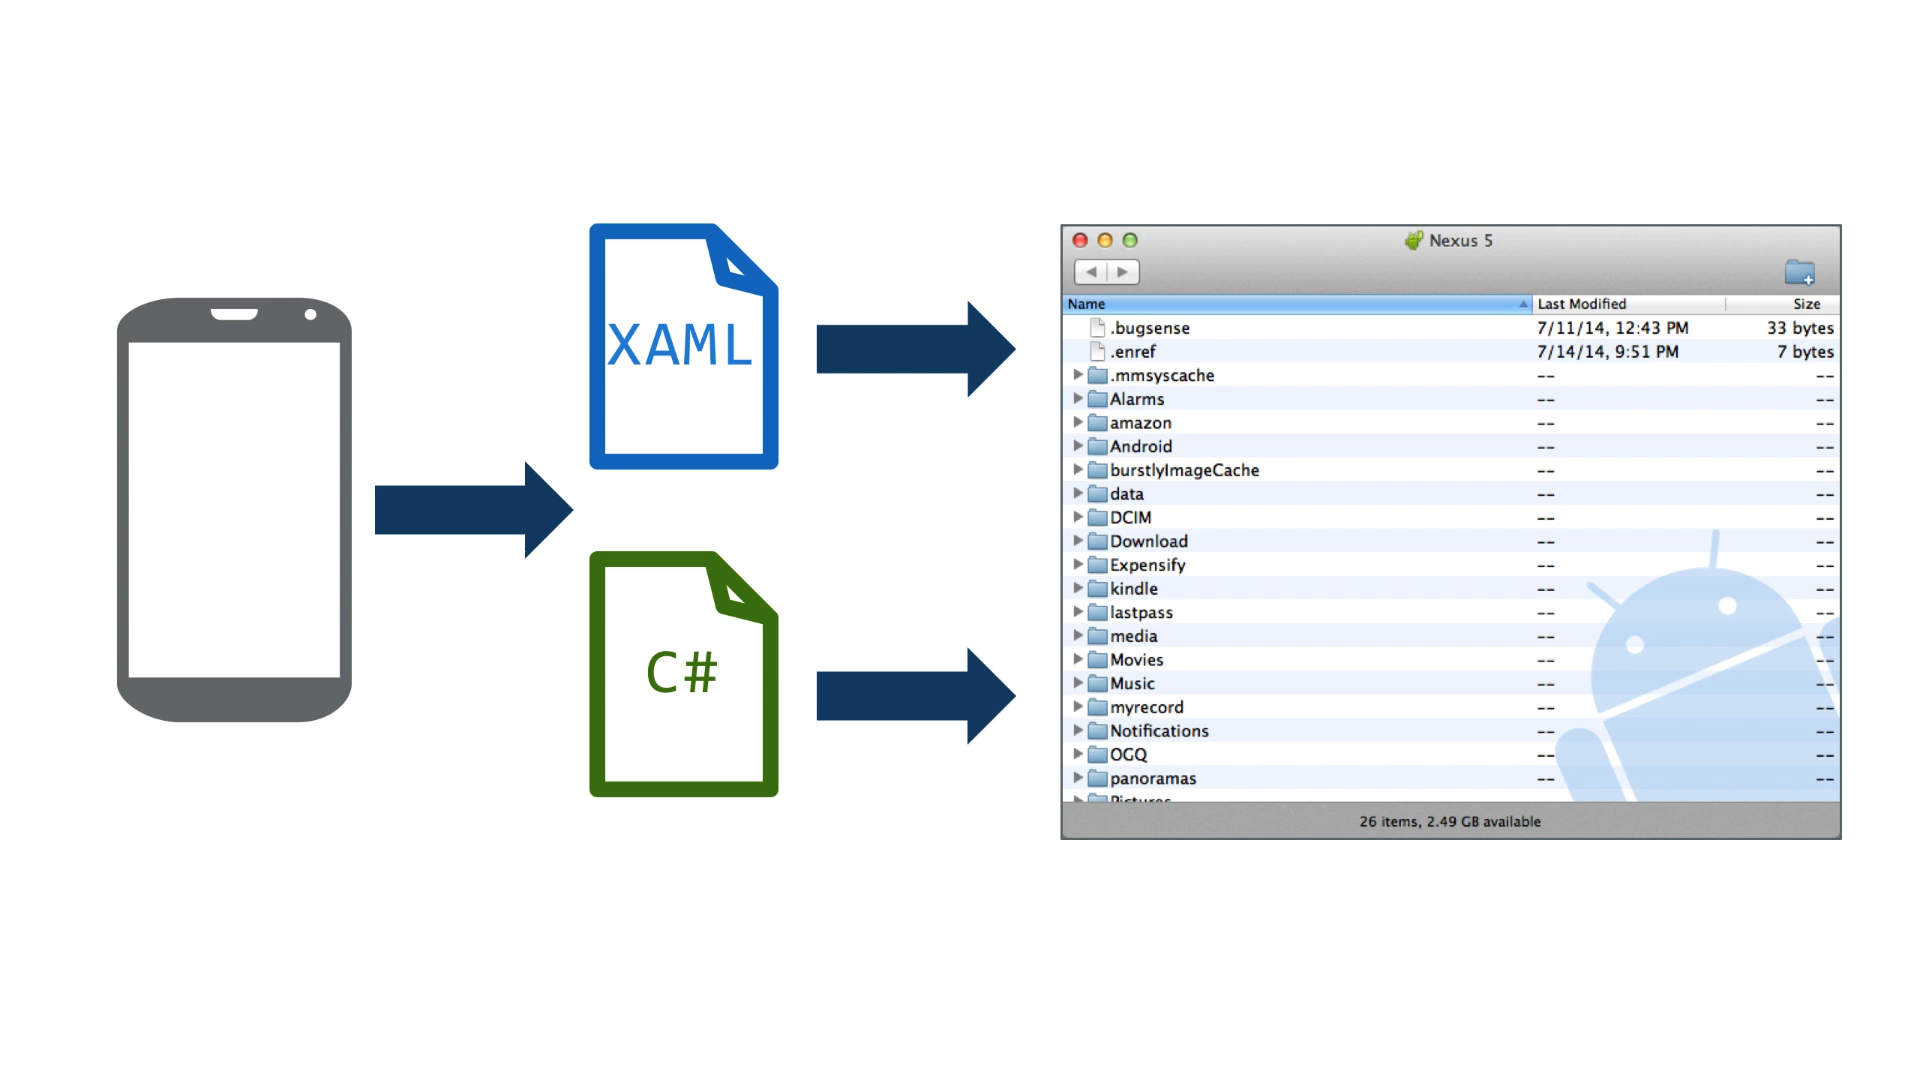 XAML
C#
Nexus 5
Name Last Modified Size
.bugsense 7/11/14, 12:43 PM 33 bytes
.enref 7/14/14, 9:51 PM 7 bytes
.mmsyscache -- --
Alarms -- --
amazon -- --
Android -- --
burstlyImageCache -- --
data -- --
DCIM -- --
Download -- --
Expensify -- --
kindle -- --
lastpass -- --
media -- --
Movies -- --
Music -- --
myrecord -- --
Notifications -- --
OGQ -- --
panoramas -- --
Pictures
26 items, 2.49 GB available